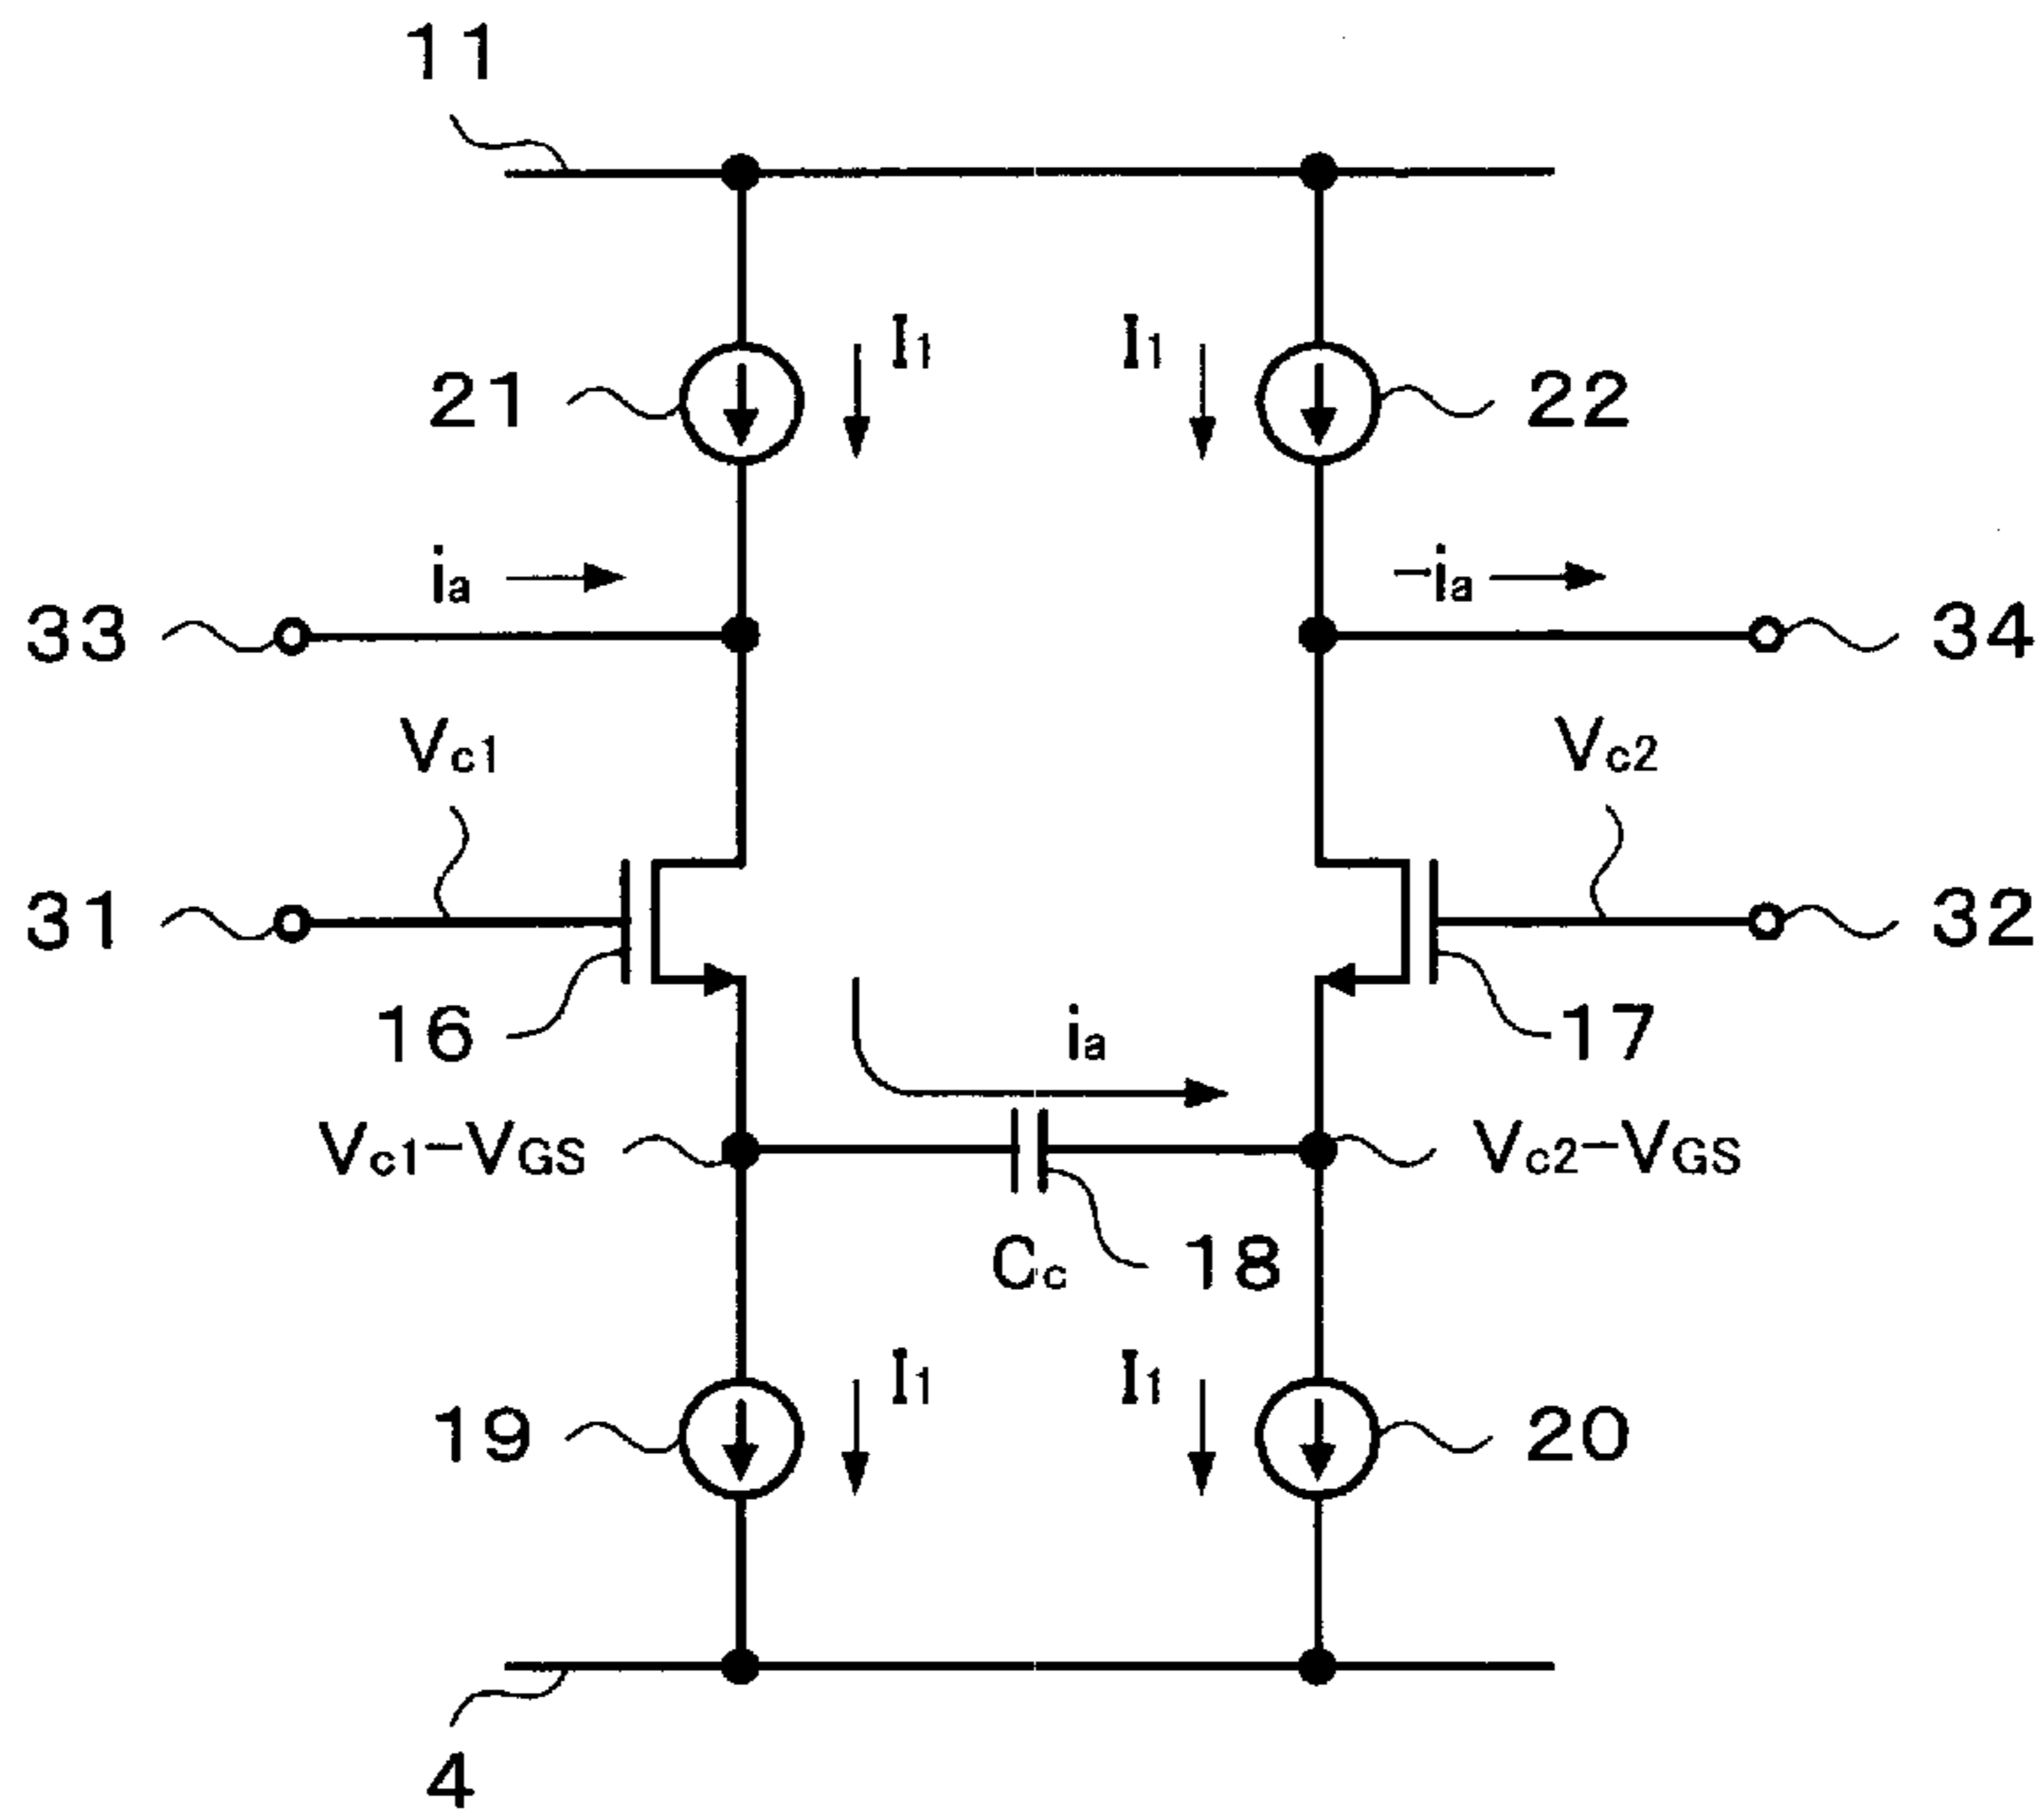 11
I1 I1
21 22
ia -ia
33 34
Vc1 Vc2
31 32
16 17
ia
Vc1-VGS Vc2-VGS
Cc 18
I1 I1
19 20
4